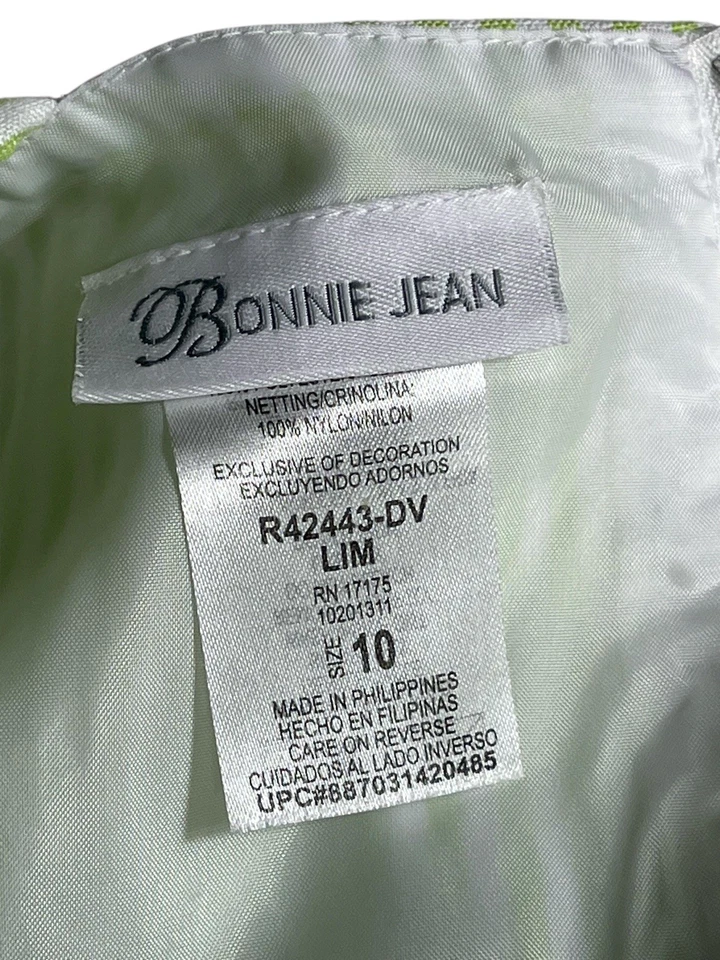 BONNIE JEAN
NETTING/CRINOLINA:
100% NYLON/NILON
EXCLUSIVE OF DECORATION
EXCLUYENDO ADORNOS
R42443-DV
LIM
RN 17175
10201311
SIZE 10
MADE IN PHILIPPINES
HECHO EN FILIPINAS
CARE ON REVERSE
CUIDADOS AL LADO INVERSO
UPC#887031420485